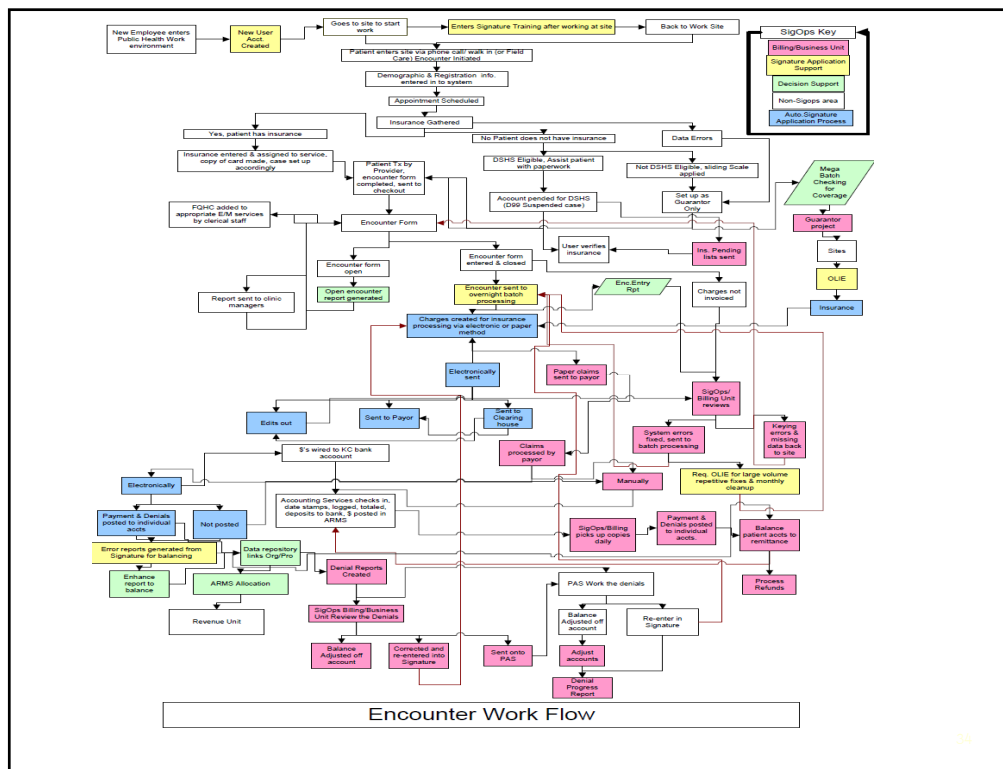 New Employee enters
Public Health Work
environment
New User
Acct.
Created
Goes to site to start
work
Enters Signature Training after working at site
Back to Work Site
SigOps Key
Billing/Business Unit
Signature Application
Support
Decision Support
Non-Sigops area
Auto.Signature
Application Process
Patient enters site via phone call/ walk in (or Field
Care) Encounter Initiated
Demographic & Registration info.
entered in to system
Appointment Scheduled
Insurance Gathered
Yes, patient has insurance
No Patient does not have insurance
Data Errors
Insurance entered & assigned to service,
copy of card made, case set up
accordingly
Patient Tx by
Provider,
encounter form
completed, sent to
checkout
DSHS Eligible, Assist patient
with paperwork
Not DSHS Eligible, sliding Scale
applied
Mega
Batch
Checking for
Coverage
Account pended for DSHS
(D99 Suspended case)
Set up as
Guarantor
Only
FQHC added to
appropriate E/M services
by clerical staff
Encounter Form
Guarantor
project
User verifies
insurance
Ins. Pending
lists sent
Sites
Encounter form
open
Encounter form
entered & closed
OLIE
Report sent to clinic
managers
Open encounter
report generated
Encounter sent to
overnight batch
processing
Enc.Entry
Rpt
Charges not
invoiced
Insurance
Charges created for insurance
processing via electronic or paper
method
Electronically
sent
Paper claims
sent to payor
SigOps/
Billing Unit
reviews
Edits out
Sent to Payor
Sent to
Clearing
house
System errors
fixed, sent to
batch processing
Keying
errors &
missing
data back
to site
Claims
processed by
payor
$'s wired to KC bank
accoount
Electronically
Manually
Req. OLIE for large volume
repetitive fixes & monthly
cleanup
Accounting Services checks in,
date stamps, logged, totaled,
deposits to bank, $ posted in
ARMS
Payment & Denials
posted to individual
accts
Not posted
SigOps/Billing
picks up copies
daily
Payment &
Denials posted
to individual
accts.
Balance
patient accts to
remittance
Error reports generated from
Signature for balancing
Data repository
links Org/Pro
Denial Reports
Created
Enhance
report to
balance
ARMS Allocation
PAS Work the denials
Process
Refunds
Revenue Unit
SigOps Billing/Business
Unit Review the Denials
Balance
Adjusted off
account
Re-enter in
Signature
Balance
Adjusted off
account
Corrected and
re-entered into
Signature
Sent onto
PAS
Adjust
accounts
Denial
Progress
Report
Encounter Work Flow